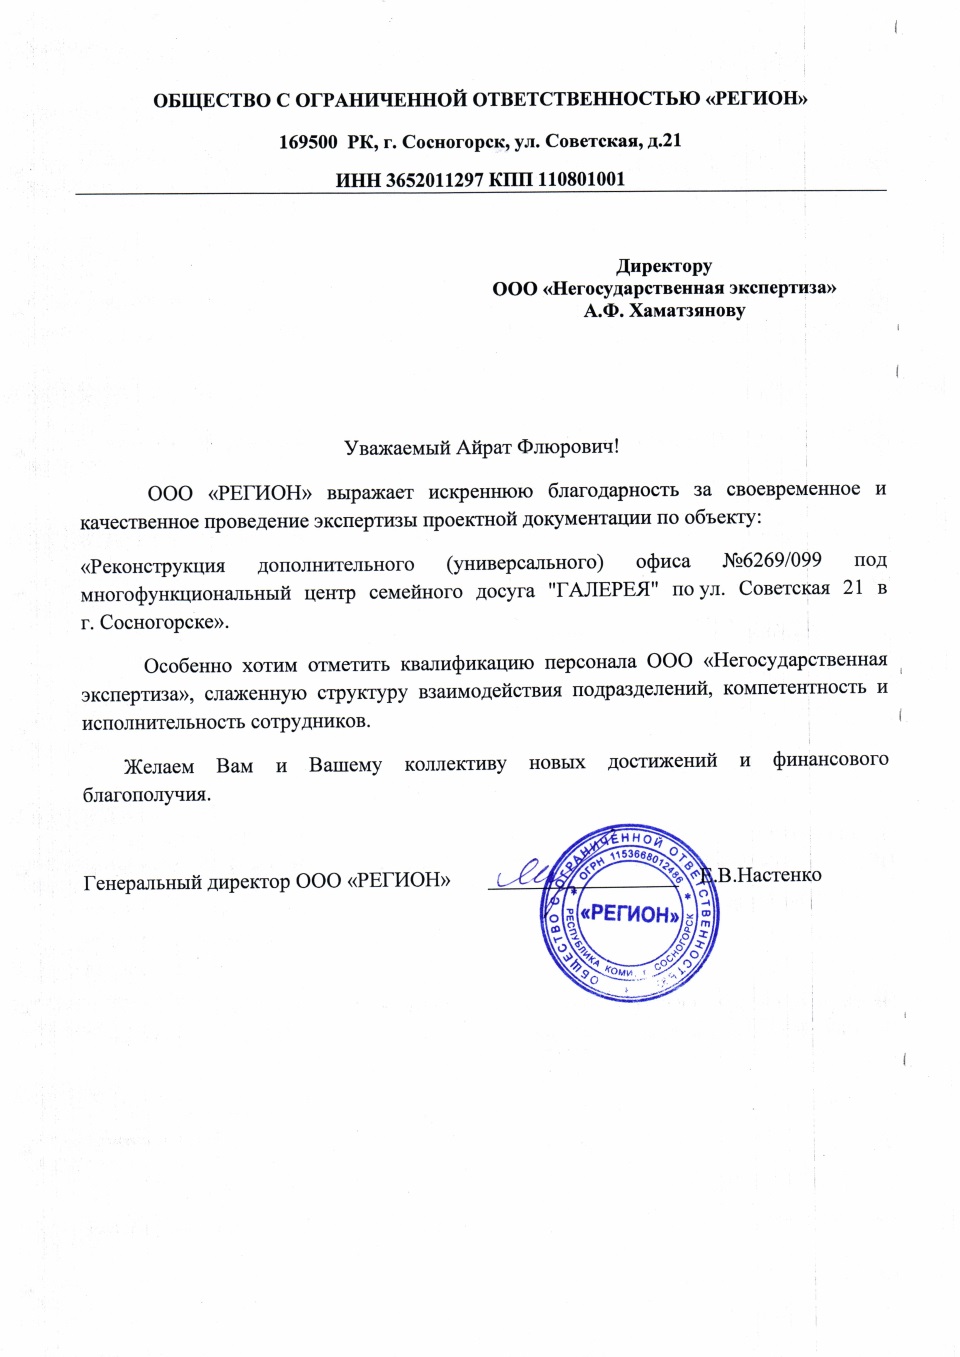 ОБЩЕСТВО С ОГРАНИЧЕННОЙ ОТВЕТСТВЕННОСТЬЮ «РЕГИОН»
169500 РК, г. Сосногорск, ул. Советская, д.21
ИНН 3652011297 КПП 110801001
Директору
ООО «Негосударственная экспертиза»
А.Ф. Хаматзянову
Уважаемый Айрат Флюрович!
ООО «РЕГИОН» выражает искреннюю благодарность за своевременное и
качественное проведение экспертизы проектной документации по объекту:
«Реконструкция дополнительного (универсального) офиса №6269/099 под
многофункциональный центр семейного досуга "ГАЛЕРЕЯ" по ул. Советская 21 в
г. Сосногорске».
Особенно хотим отметить квалификацию персонала ООО «Негосударственная
экспертиза», слаженную структуру взаимодействия подразделений, компетентность и
исполнительность сотрудников.
Желаем Вам и Вашему коллективу новых достижений и финансового
благополучия.
Генеральный директор ООО «РЕГИОН» Е.В.Настенко
ОБЩЕСТВО С ОГРАНИЧЕННОЙ ОТВЕТСТВЕННОСТЬЮ
ОГРН 1153668012486
«РЕГИОН»
РЕСПУБЛИКА КОМИ, г. СОСНОГОРСК